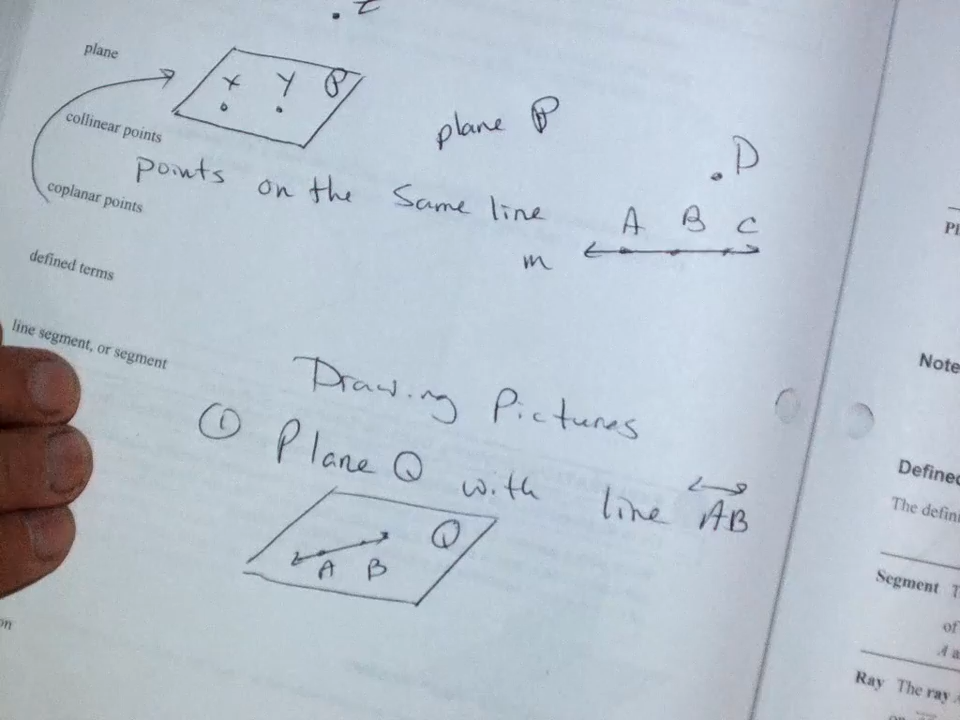 . t
plane
X Y P
plane P
collinear points
points on the same line
coplanar points
D
A B C
m
defined terms
line segment, or segment
Drawing Pictures
① Plane Q with line AB
Q
A B
on
Note
Defined
The defini
Segment
of
A a
Ray The ray